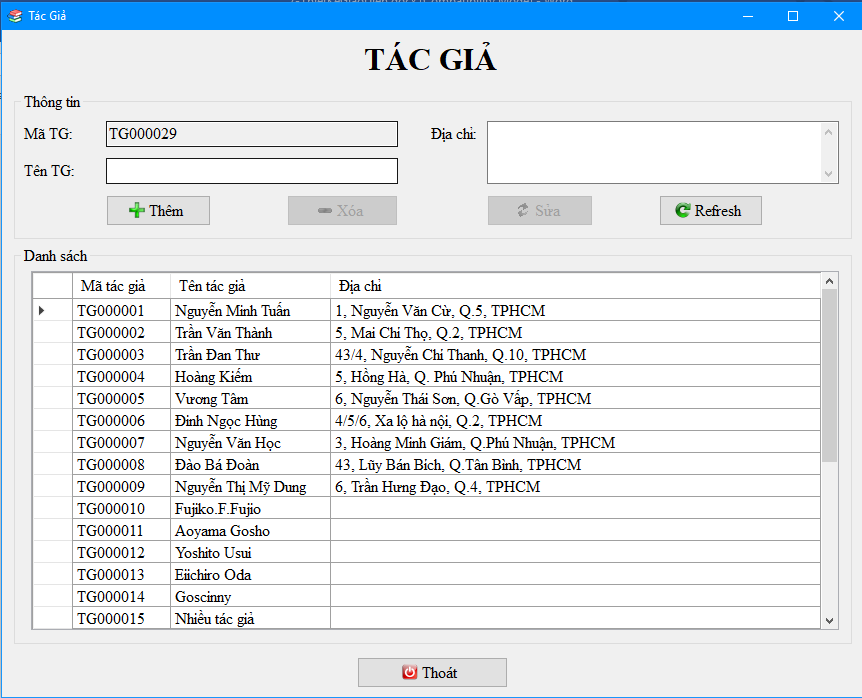 Tác Giả
TÁC GIẢ
Thông tin
Mã TG: TG000029 Địa chỉ:
Tên TG:
Thêm Xóa Sửa Refresh
Danh sách
Mã tác giả Tên tác giả Địa chỉ
TG000001 Nguyễn Minh Tuấn 1, Nguyễn Văn Cừ, Q.5, TPHCM
TG000002 Trần Văn Thành 5, Mai Chí Thọ, Q.2, TPHCM
TG000003 Trần Đan Thư 43/4, Nguyễn Chí Thanh, Q.10, TPHCM
TG000004 Hoàng Kiếm 5, Hồng Hà, Q. Phú Nhuận, TPHCM
TG000005 Vương Tâm 6, Nguyễn Thái Sơn, Q.Gò Vấp, TPHCM
TG000006 Đinh Ngọc Hùng 4/5/6, Xa lộ hà nội, Q.2, TPHCM
TG000007 Nguyễn Văn Học 3, Hoàng Minh Giám, Q.Phú Nhuận, TPHCM
TG000008 Đào Bá Đoàn 43, Lũy Bán Bích, Q.Tân Bình, TPHCM
TG000009 Nguyễn Thị Mỹ Dung 6, Trần Hưng Đạo, Q.4, TPHCM
TG000010 Fujiko.F.Fujio
TG000011 Aoyama Gosho
TG000012 Yoshito Usui
TG000013 Eiichiro Oda
TG000014 Goscinny
TG000015 Nhiều tác giả
Thoát